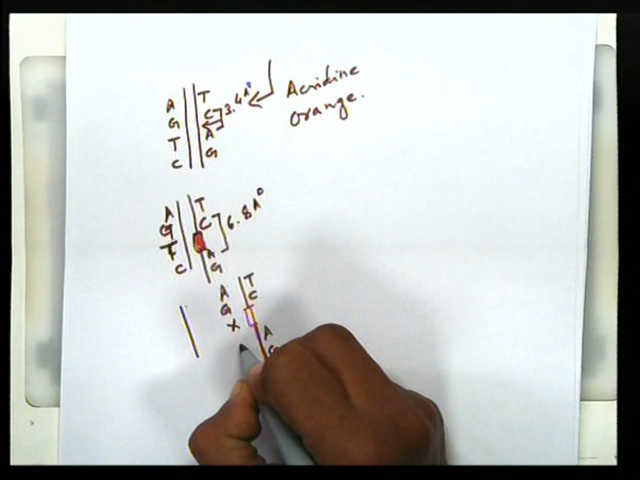 A T
G C 3.4A° Acridine
T A orange.
C G
A T
G C 6.8A°
T A
C G
A T
G C
X A
G